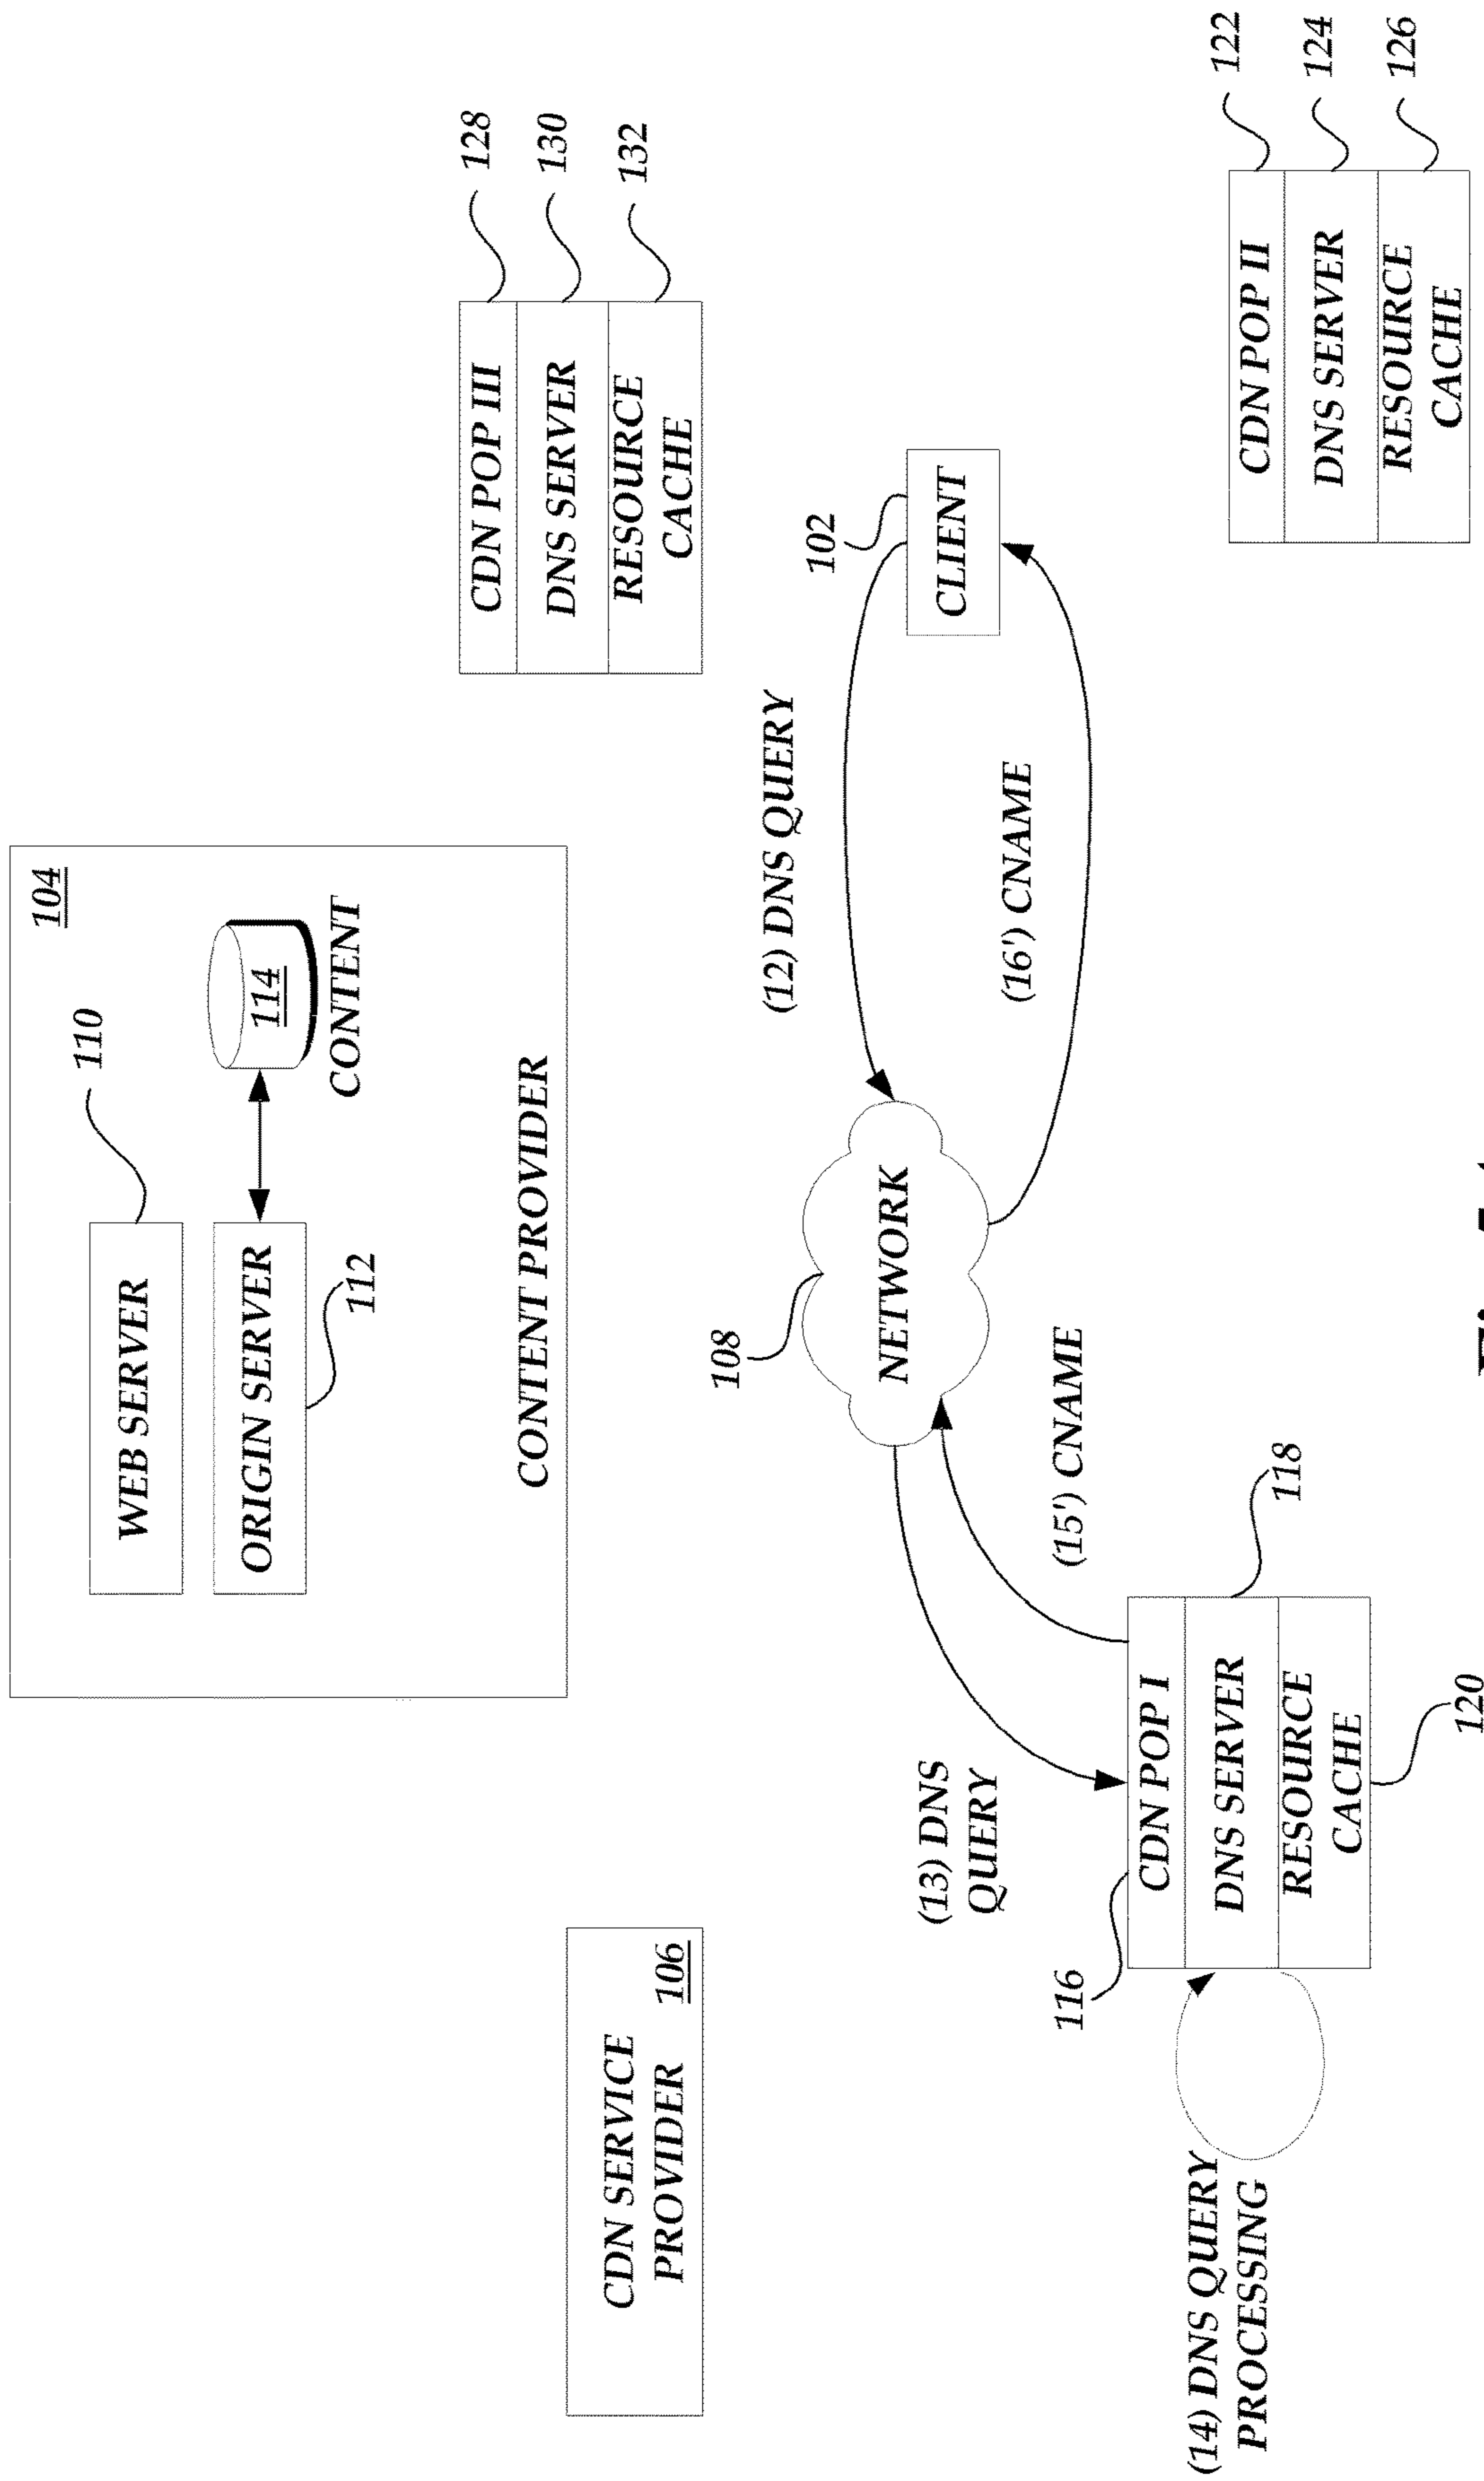 104
110
WEB SERVER
ORIGIN SERVER
112
114
CONTENT
CONTENT PROVIDER
CDN SERVICE
PROVIDER
106
128
130
132
CDN POP III
DNS SERVER
RESOURCE
CACHE
(12) DNS QUERY
102
CLIENT
108
NETWORK
(16') CNAME
(13) DNS
QUERY
(15') CNAME
116
CDN POP I
118
DNS SERVER
RESOURCE
CACHE
120
(14) DNS QUERY
PROCESSING
122
124
126
CDN POP II
DNS SERVER
RESOURCE
CACHE